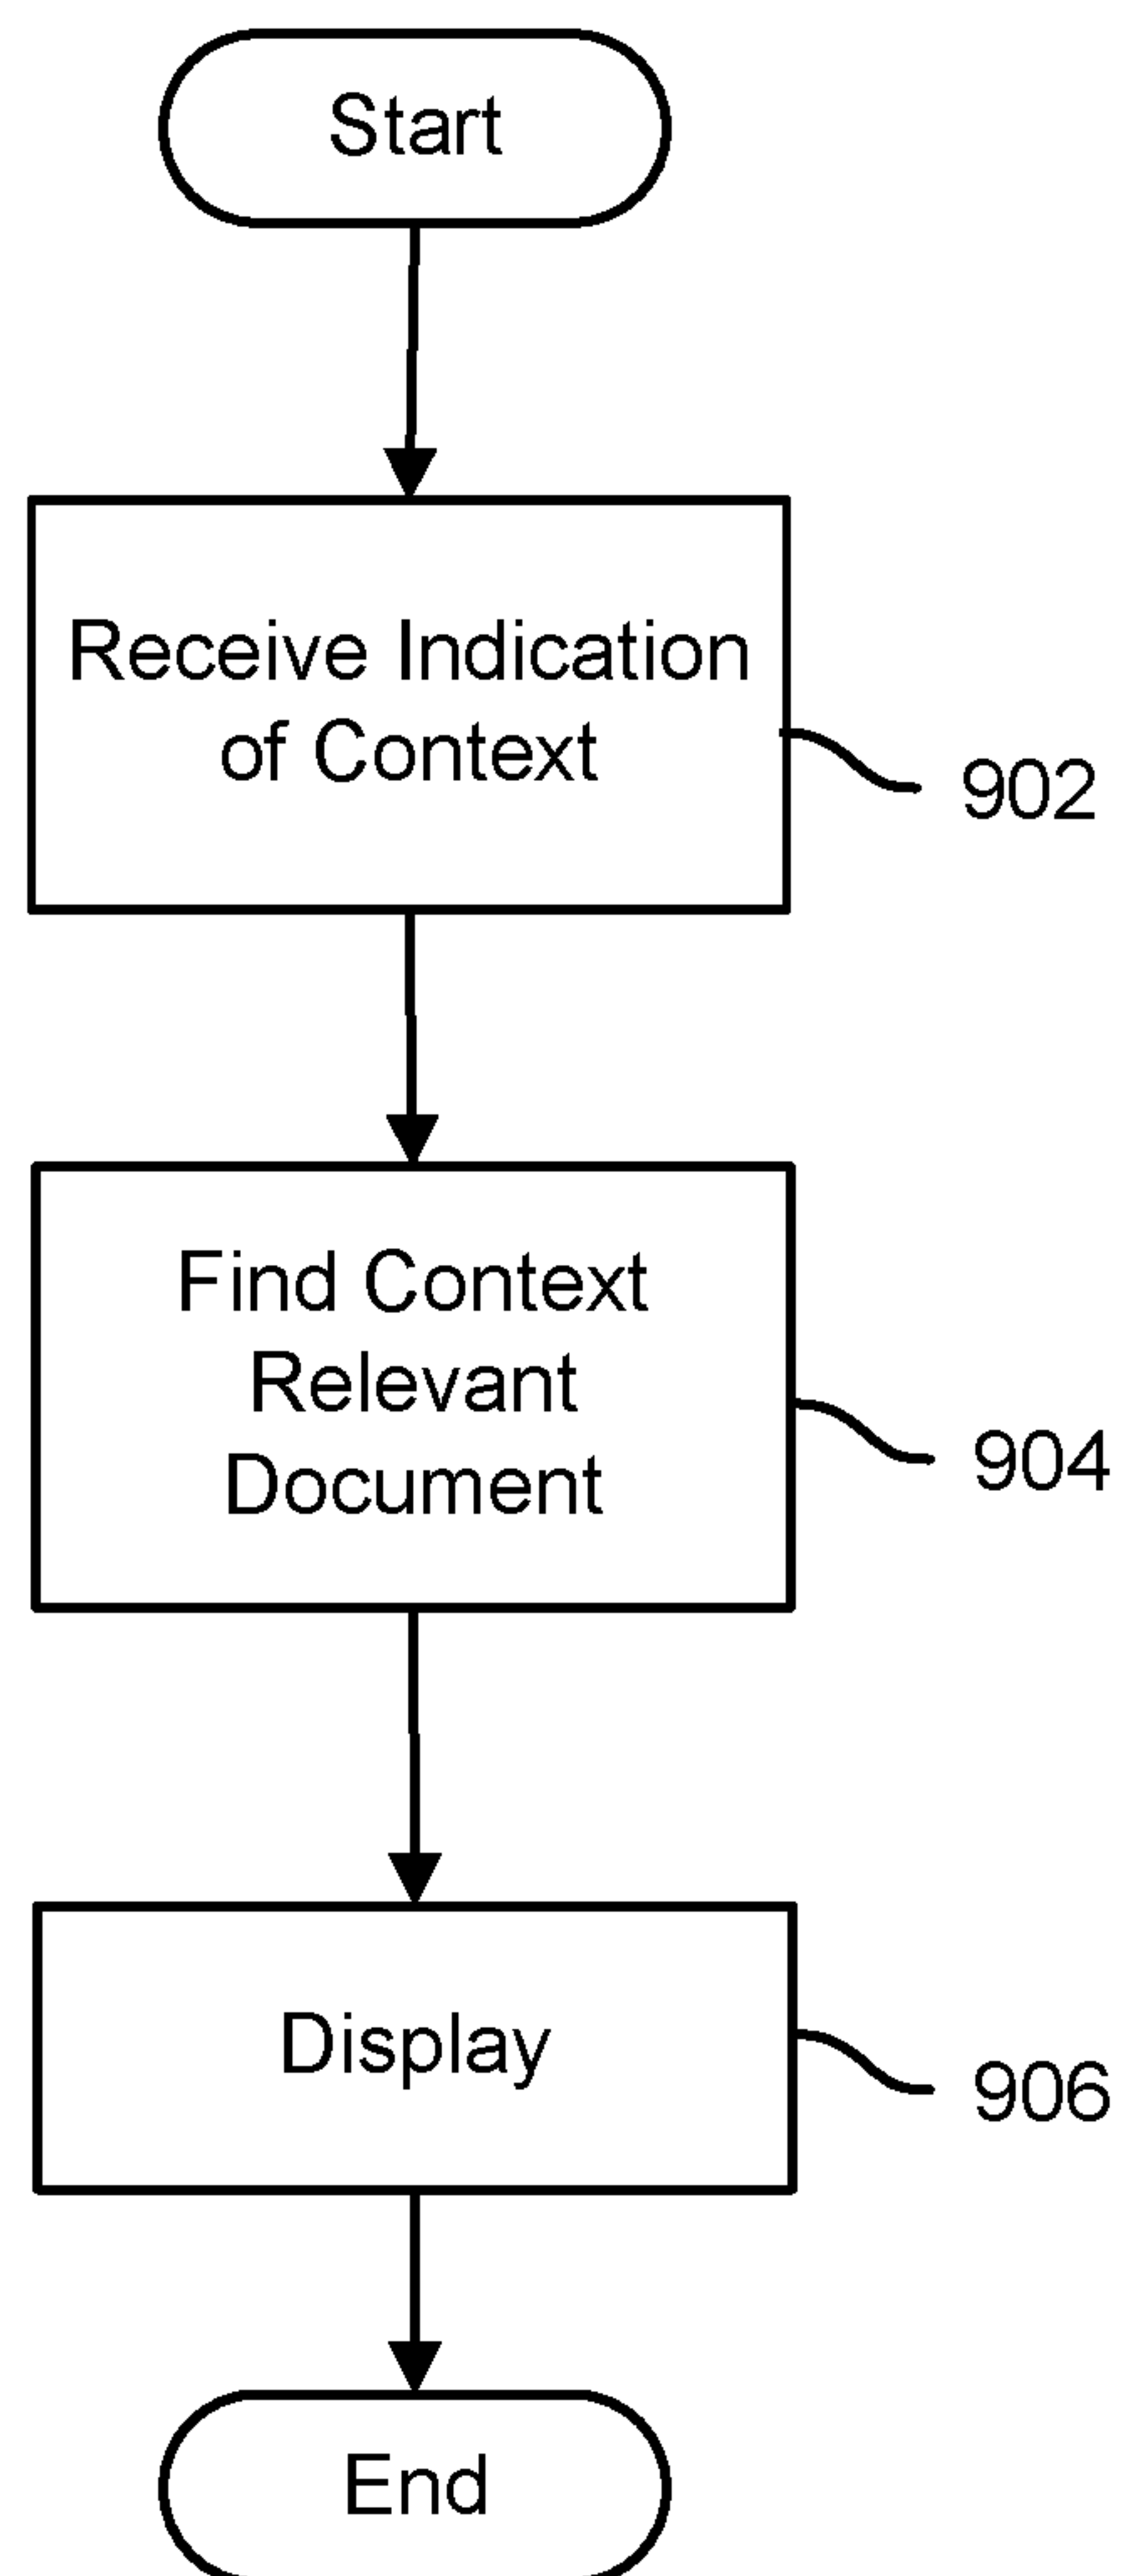 Start
Receive Indication
of Context
902
Find Context
Relevant
Document
904
Display
906
End